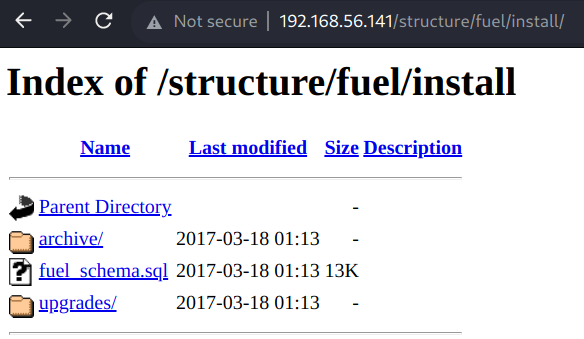 Not secure | 192.168.56.141/structure/fuel/install/
Index of /structure/fuel/install
Name Last modified Size Description
Parent Directory -
archive/ 2017-03-18 01:13 -
fuel_schema.sql 2017-03-18 01:13 13K
upgrades/ 2017-03-18 01:13 -